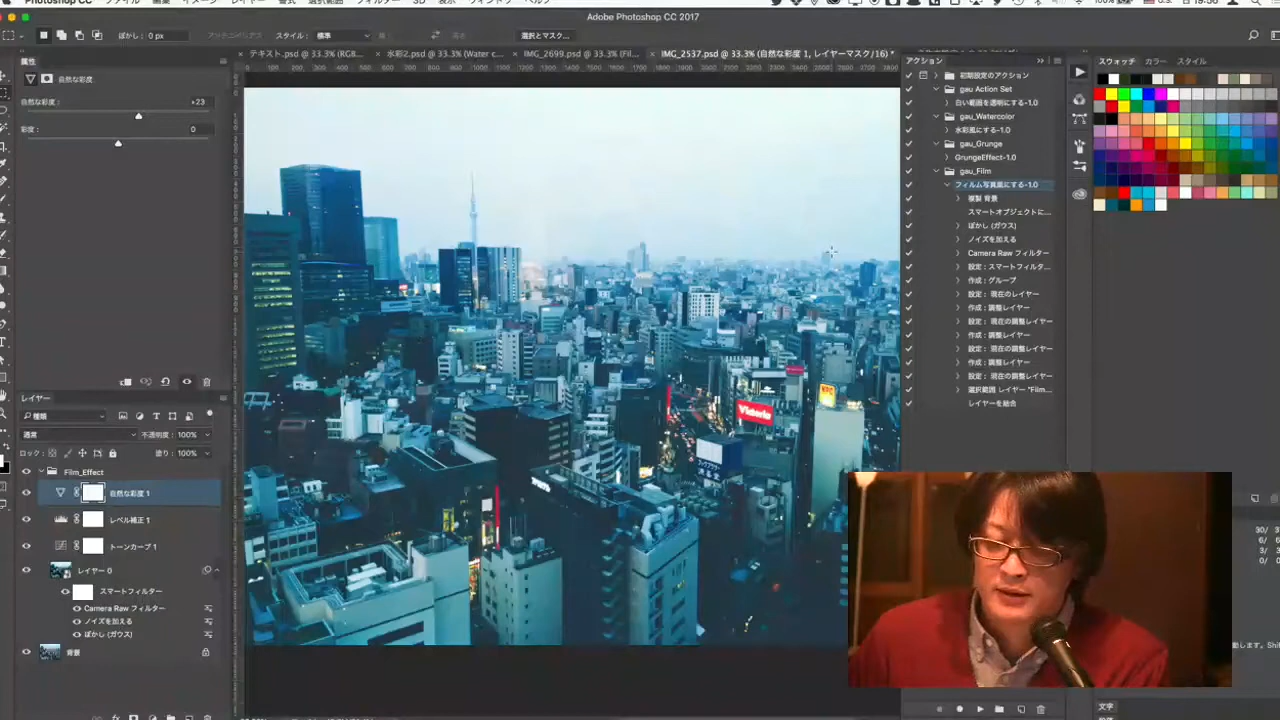 Photoshop CC
Adobe Photoshop CC 2017
ぼかし: 0 px
スタイル: 標準
選択とマスク...
テキスト.psd @ 33.3% (RGB...
水彩2.psd @ 33.3% (Water c...
IMG_2699.psd @ 33.3% (Fil...
IMG_2537.psd @ 33.3% (自然な彩度 1, レイヤーマスク/16) *
属性
自然な彩度
自然な彩度: +23
彩度: 0
アクション
初期設定のアクション
gau Action Set
白い範囲を透明にする-1.0
gau_Watercolor
水彩風にする-1.0
gau_Grunge
GrungeEffect-1.0
gau_Film
フィルム写真風にする-1.0
複製 背景
スマートオブジェクトに...
ぼかし (ガウス)
ノイズを加える
Camera Raw フィルター
設定: スマートフィルタ...
作成: グループ
設定: 現在のレイヤー
作成: 調整レイヤー
設定: 現在の調整レイヤー
作成: 調整レイヤー
設定: 現在の調整レイヤー
作成: 調整レイヤー
設定: 現在の調整レイヤー
選択範囲 レイヤー "Film...
レイヤーを結合
スウォッチ
カラー
スタイル
Victoria
レイヤー
種類
通常
不透明度: 100%
ロック:
塗り: 100%
Film_Effect
自然な彩度 1
レベル補正 1
トーンカーブ 1
レイヤー 0
スマートフィルター
Camera Raw フィルター
ノイズを加える
ぼかし (ガウス)
背景
文字